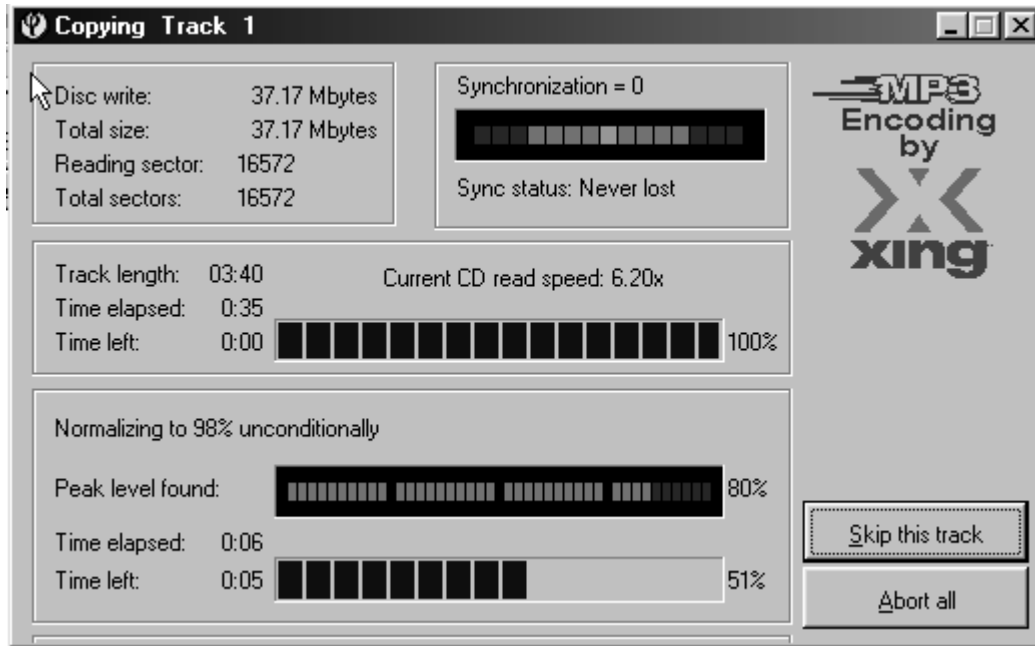 Copying Track 1
Disc write: 37.17 Mbytes
Total size: 37.17 Mbytes
Reading sector: 16572
Total sectors: 16572
Synchronization = 0
Sync status: Never lost
MP3
Encoding
by
xing
Track length: 03:40
Current CD read speed: 6.20x
Time elapsed: 0:35
Time left: 0:00
100%
Normalizing to 98% unconditionally
Peak level found:
80%
Time elapsed: 0:06
Time left: 0:05
51%
Skip this track
Abort all